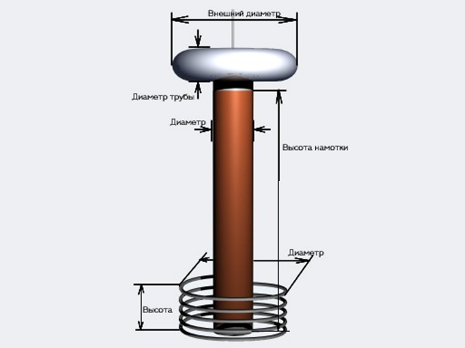 Внешний диаметр
Диаметр трубы
Диаметр
Высота намотки
Диаметр
Высота